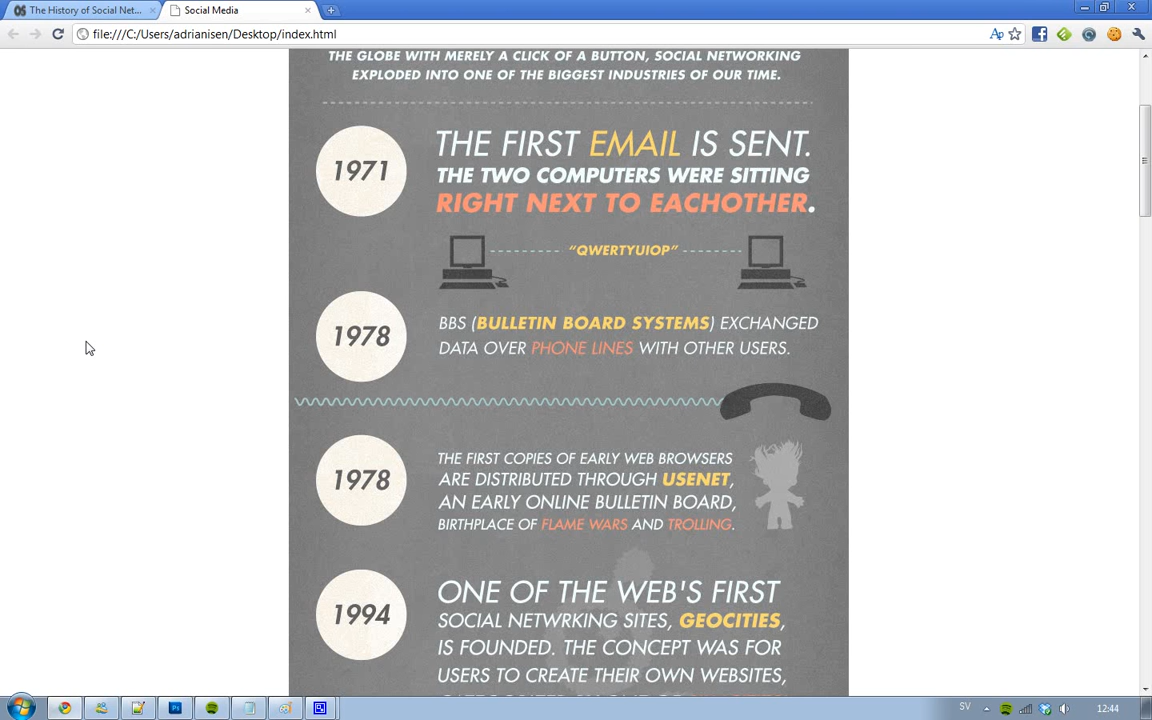 The History of Social Net...
Social Media
file:///C:/Users/adrianisen/Desktop/index.html
THE GLOBE WITH MERELY A CLICK OF A BUTTON, SOCIAL NETWORKING
EXPLODED INTO ONE OF THE BIGGEST INDUSTRIES OF OUR TIME.
1971
THE FIRST EMAIL IS SENT.
THE TWO COMPUTERS WERE SITTING
RIGHT NEXT TO EACHOTHER.
“QWERTYUIOP”
1978
BBS (BULLETIN BOARD SYSTEMS) EXCHANGED
DATA OVER PHONE LINES WITH OTHER USERS.
1978
THE FIRST COPIES OF EARLY WEB BROWSERS
ARE DISTRIBUTED THROUGH USENET,
AN EARLY ONLINE BULLETIN BOARD,
BIRTHPLACE OF FLAME WARS AND TROLLING.
1994
ONE OF THE WEB'S FIRST
SOCIAL NETWRKING SITES, GEOCITIES,
IS FOUNDED. THE CONCEPT WAS FOR
USERS TO CREATE THEIR OWN WEBSITES,
SV
12:44